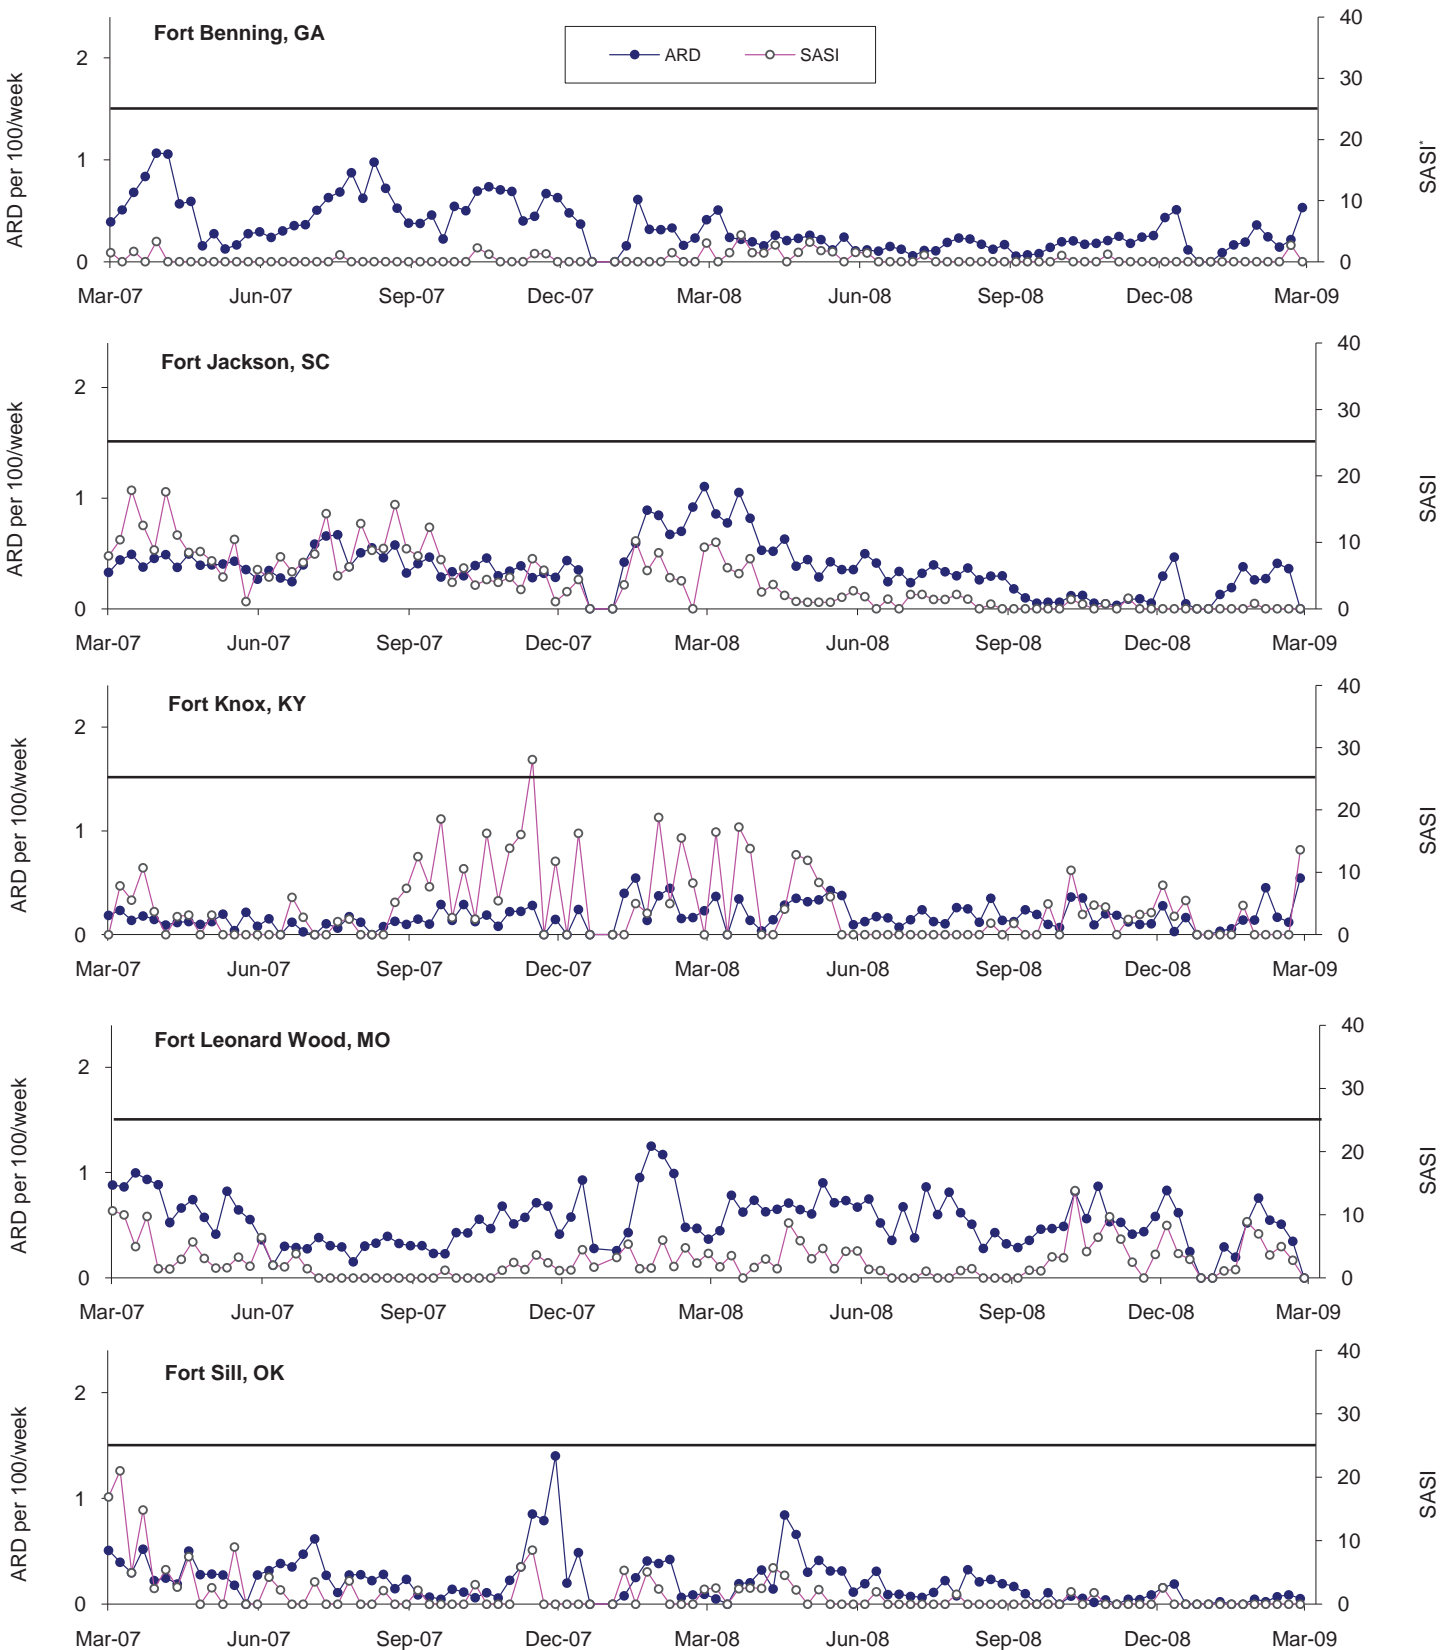 Fort Benning, GA
ARD
SASI
ARD per 100/week
2
1
0
40
30
20
10
0
SASI*
Mar-07 Jun-07 Sep-07 Dec-07 Mar-08 Jun-08 Sep-08 Dec-08 Mar-09
Fort Jackson, SC
ARD per 100/week
2
1
0
40
30
20
10
0
SASI
Mar-07 Jun-07 Sep-07 Dec-07 Mar-08 Jun-08 Sep-08 Dec-08 Mar-09
Fort Knox, KY
ARD per 100/week
2
1
0
40
30
20
10
0
SASI
Mar-07 Jun-07 Sep-07 Dec-07 Mar-08 Jun-08 Sep-08 Dec-08 Mar-09
Fort Leonard Wood, MO
ARD per 100/week
2
1
0
40
30
20
10
0
SASI
Mar-07 Jun-07 Sep-07 Dec-07 Mar-08 Jun-08 Sep-08 Dec-08 Mar-09
Fort Sill, OK
ARD per 100/week
2
1
0
40
30
20
10
0
SASI
Mar-07 Jun-07 Sep-07 Dec-07 Mar-08 Jun-08 Sep-08 Dec-08 Mar-09